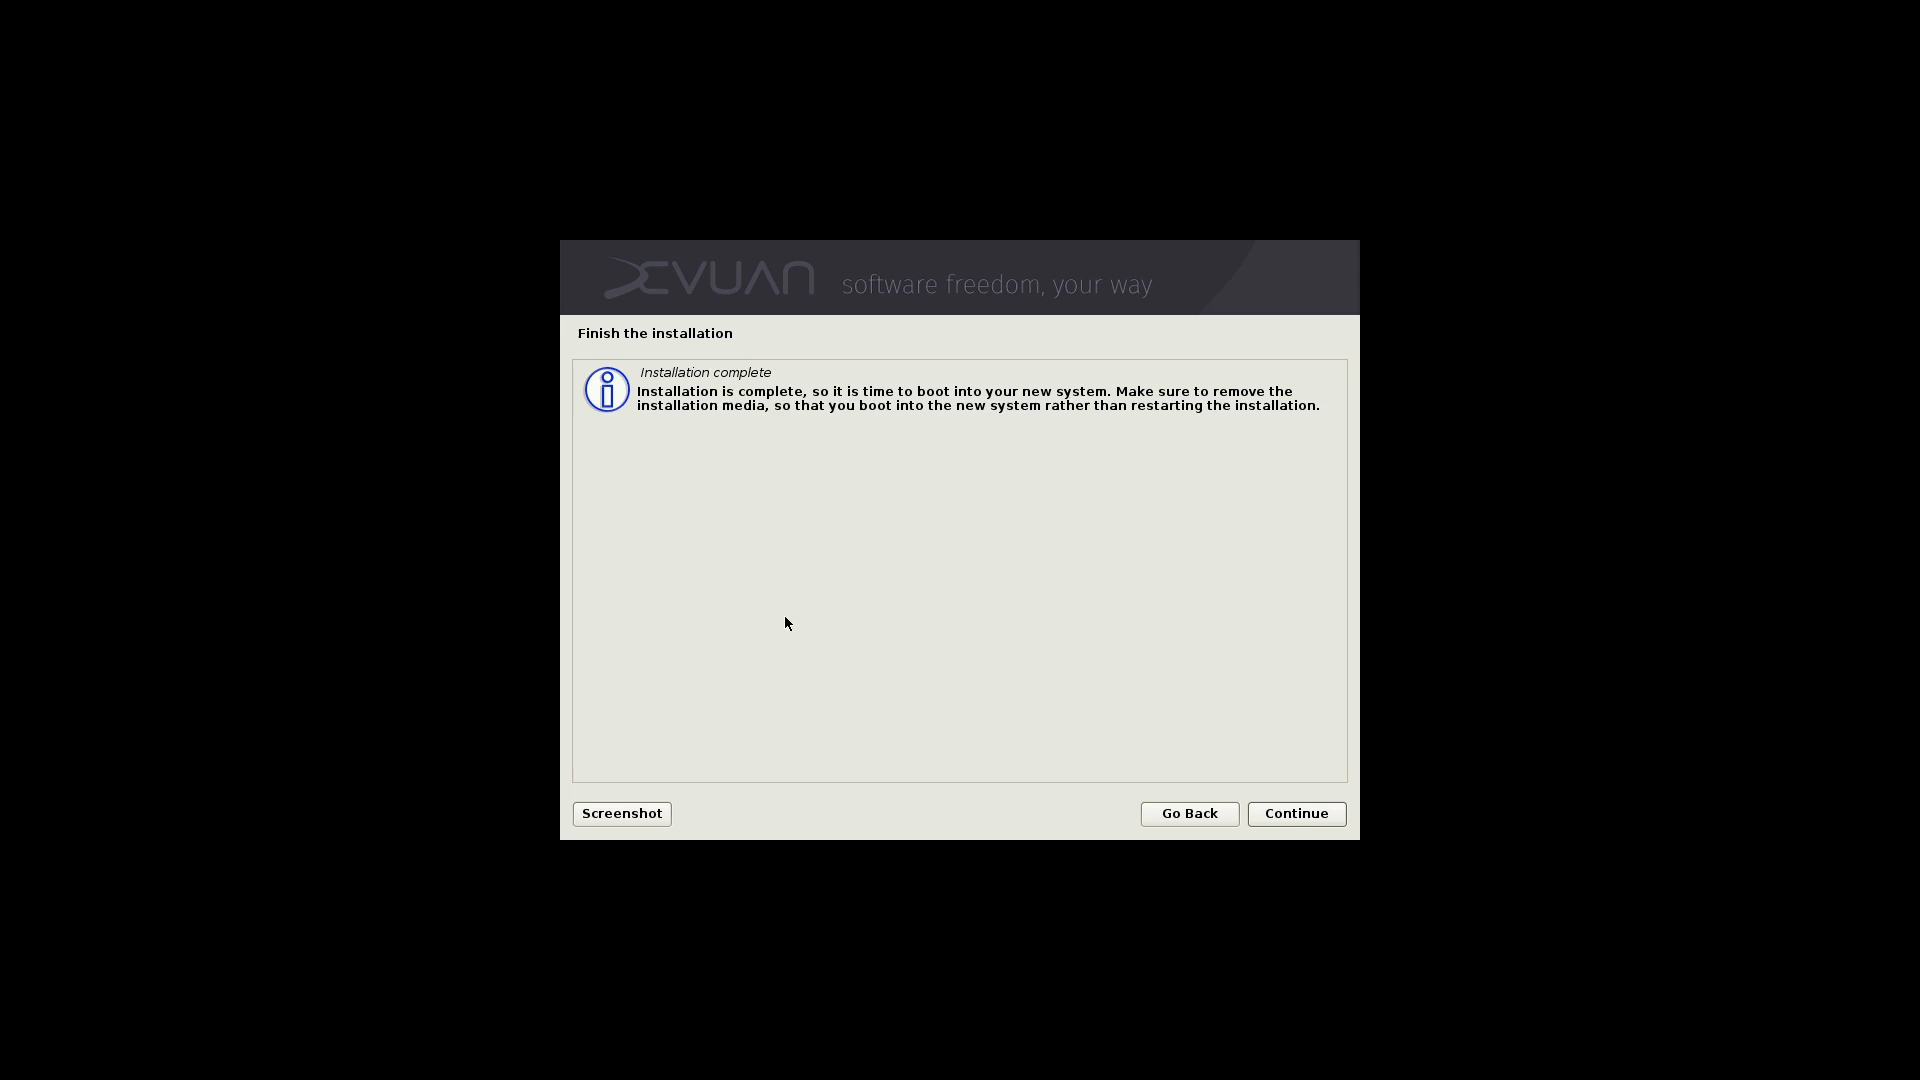 DEVUAN software freedom, your way
Finish the installation
Installation complete
Installation is complete, so it is time to boot into your new system. Make sure to remove the
installation media, so that you boot into the new system rather than restarting the installation.
Screenshot Go Back Continue